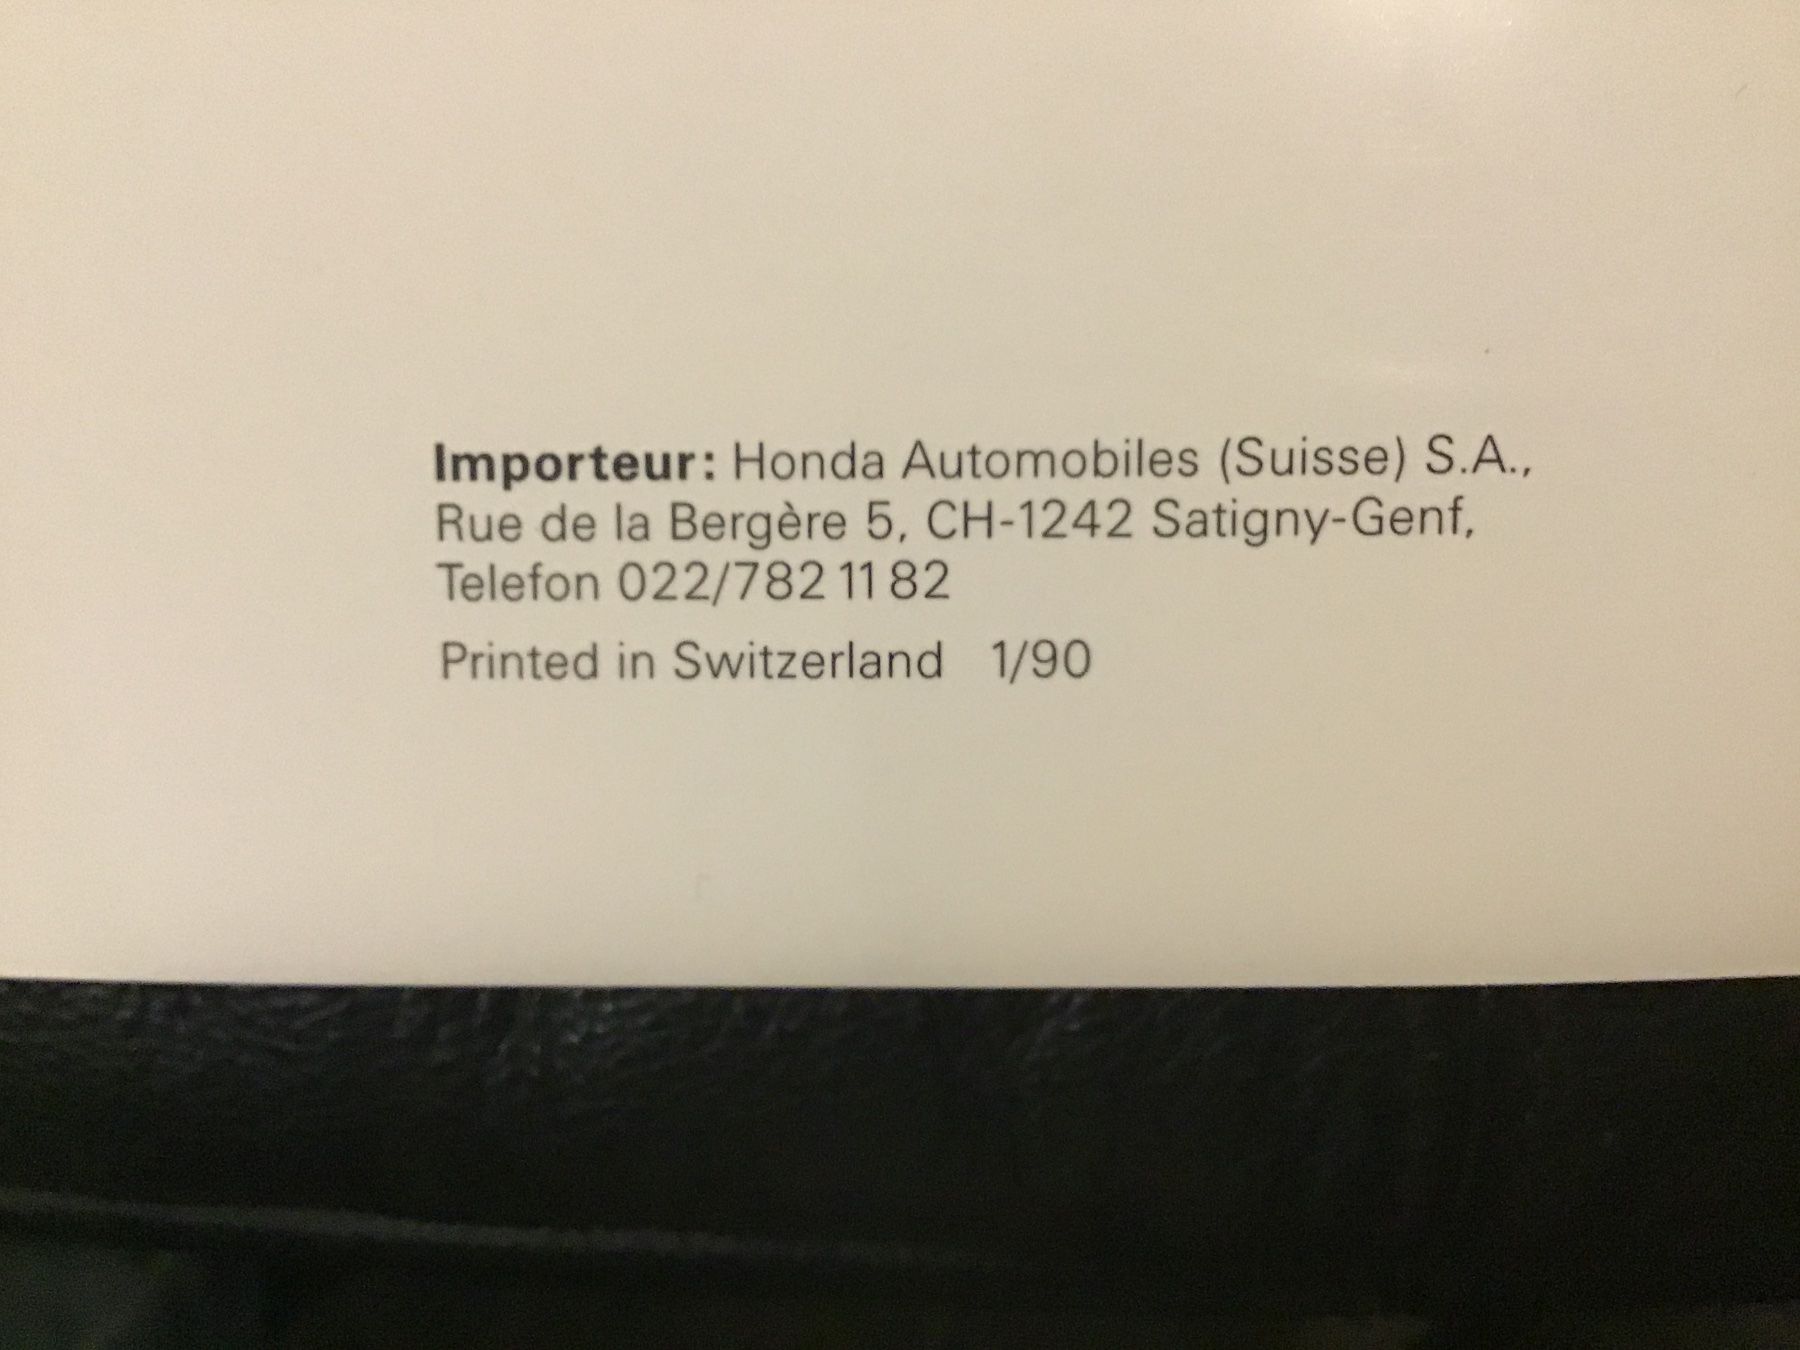 Importeur: Honda Automobiles (Suisse) S.A.,
Rue de la Bergère 5, CH-1242 Satigny-Genf,
Telefon 022/782 11 82
Printed in Switzerland 1/90